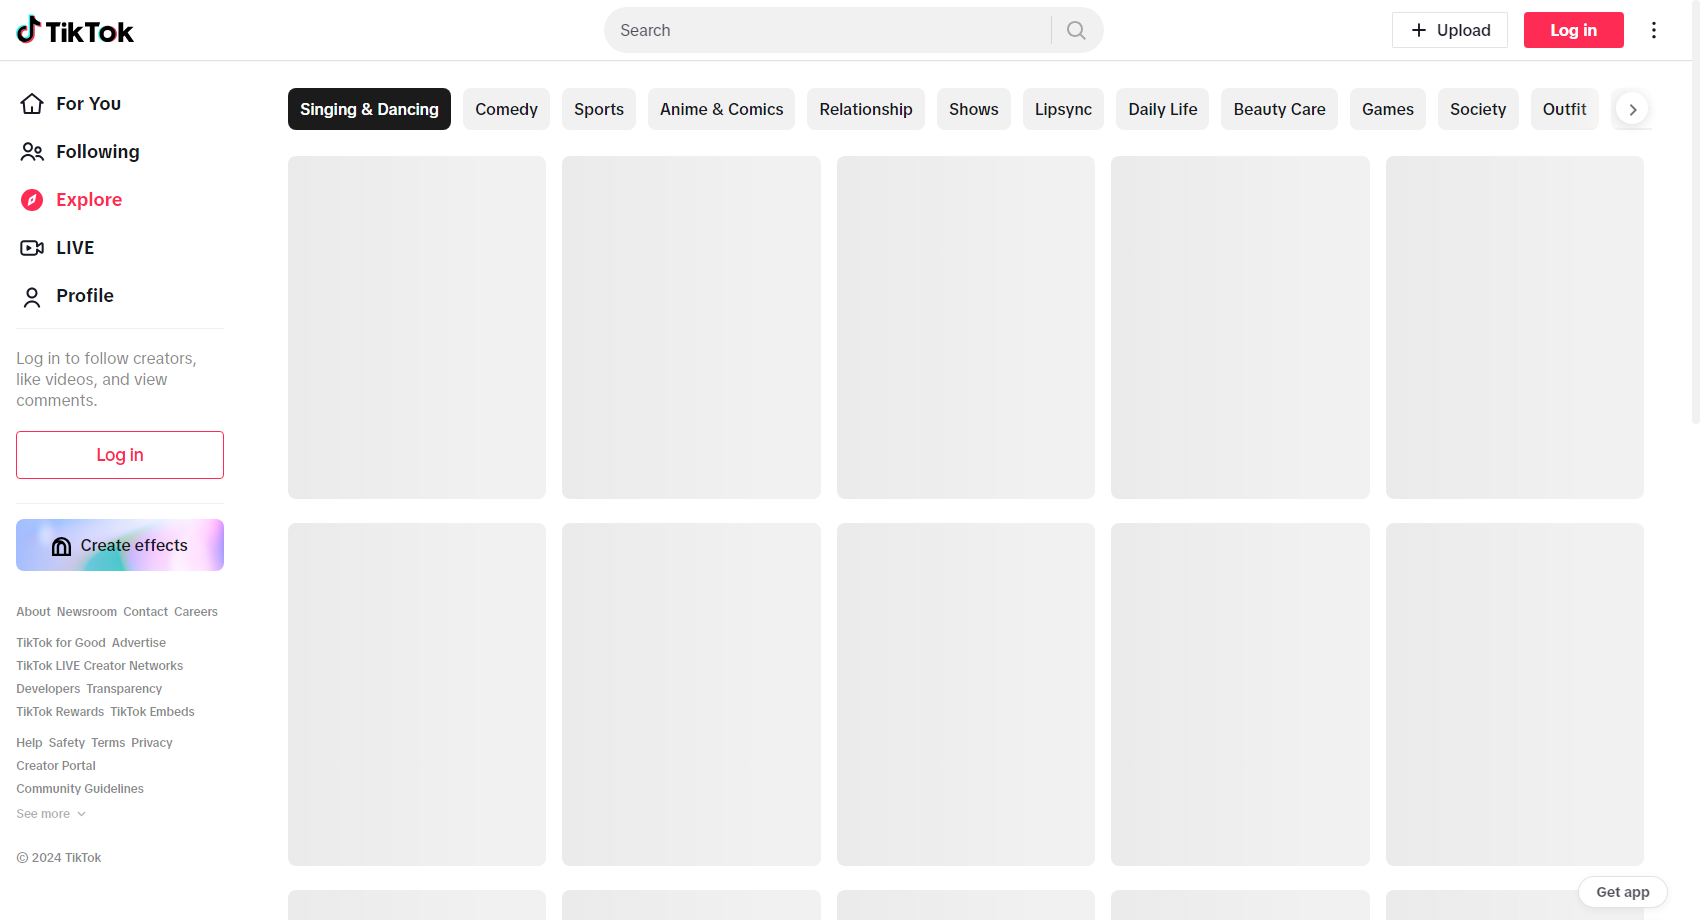 TikTok
Search
Upload
Log in
For You
Following
Explore
LIVE
Profile
Log in to follow creators,
like videos, and view
comments.
Log in
Create effects
About Newsroom Contact Careers
TikTok for Good Advertise
TikTok LIVE Creator Networks
Developers Transparency
TikTok Rewards TikTok Embeds
Help Safety Terms Privacy
Creator Portal
Community Guidelines
See more
© 2024 TikTok
Singing & Dancing Comedy Sports Anime & Comics Relationship Shows Lipsync Daily Life Beauty Care Games Society Outfit
Get app